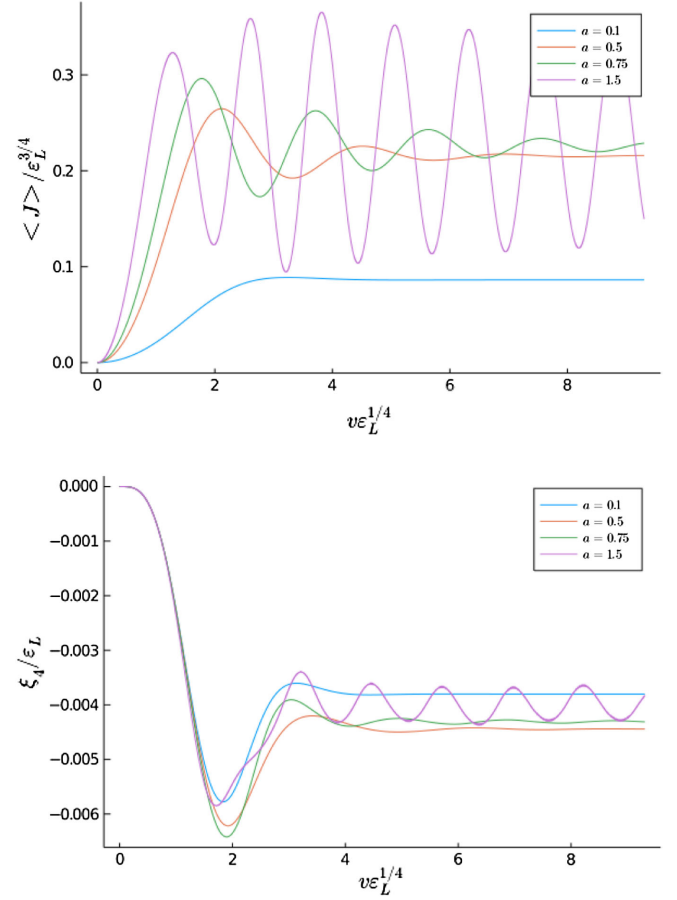 a = 0.1
a = 0.5
a = 0.75
a = 1.5
0.3
0.2
0.1
0.0
< J > /ε_L^{3/4}
0 2 4 6 8
vε_L^{1/4}
0.000
−0.001
−0.002
−0.003
−0.004
−0.005
−0.006
ξ_4/ε_L
a = 0.1
a = 0.5
a = 0.75
a = 1.5
0 2 4 6 8
vε_L^{1/4}